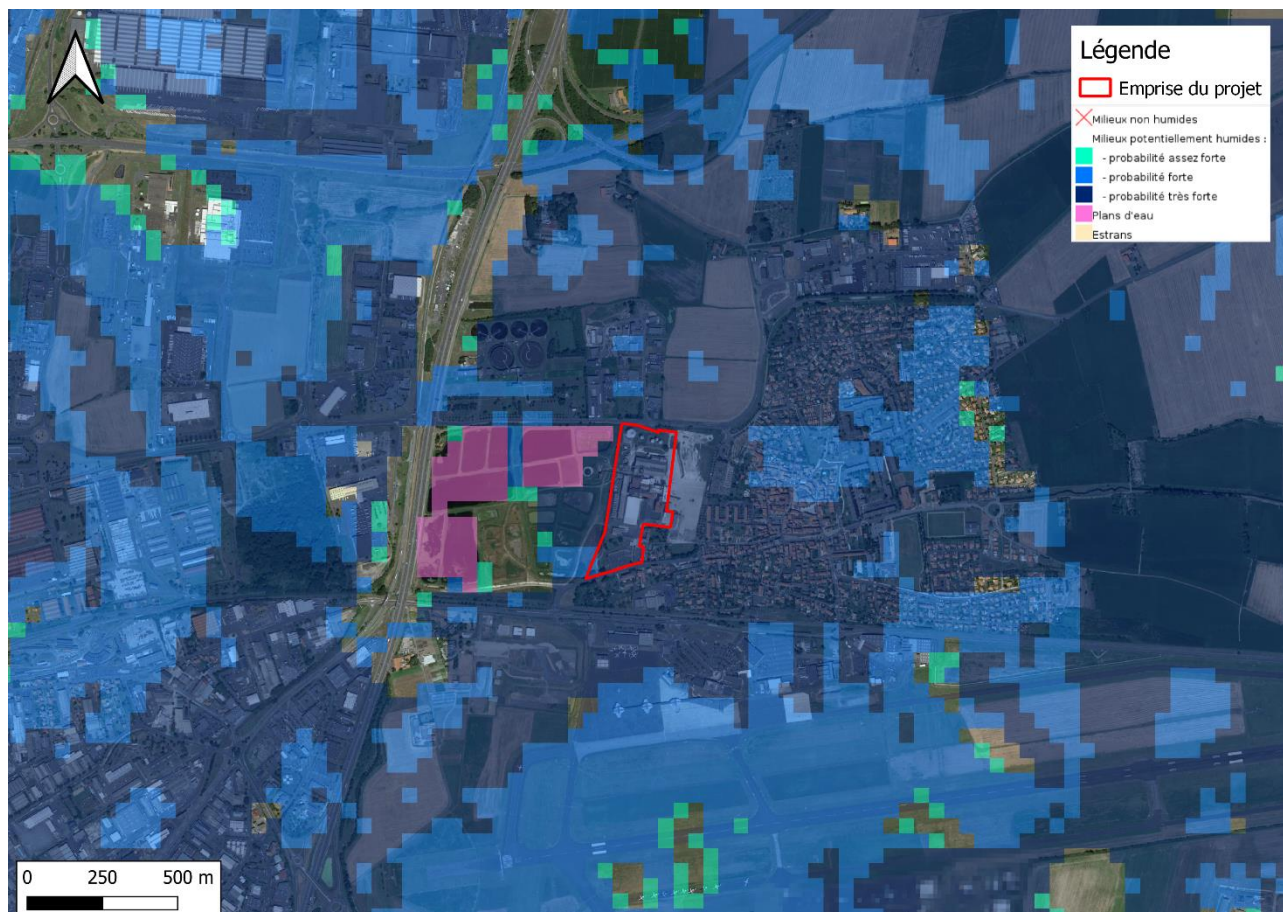 Légende
Emprise du projet
Milieux non humides
Milieux potentiellement humides :
- probabilité assez forte
- probabilité forte
- probabilité très forte
Plans d'eau
Estrans
0 250 500 m